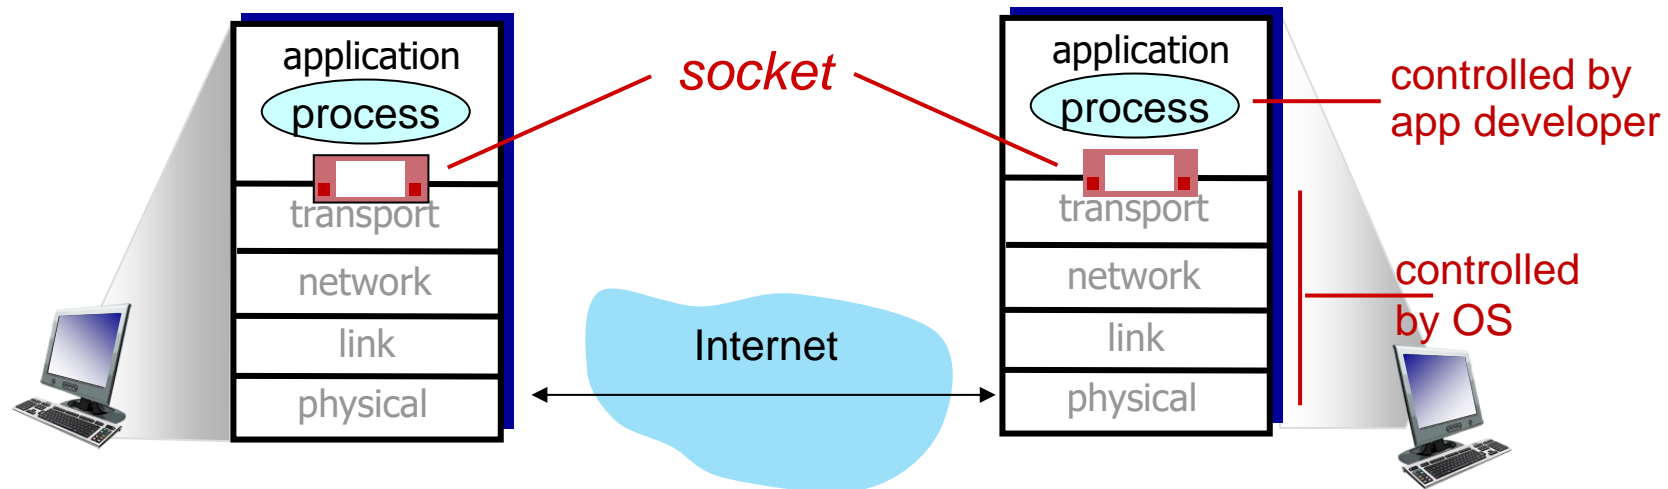 application
process
transport
network
link
physical
socket
Internet
application
process
transport
network
link
physical
controlled by
app developer
controlled
by OS